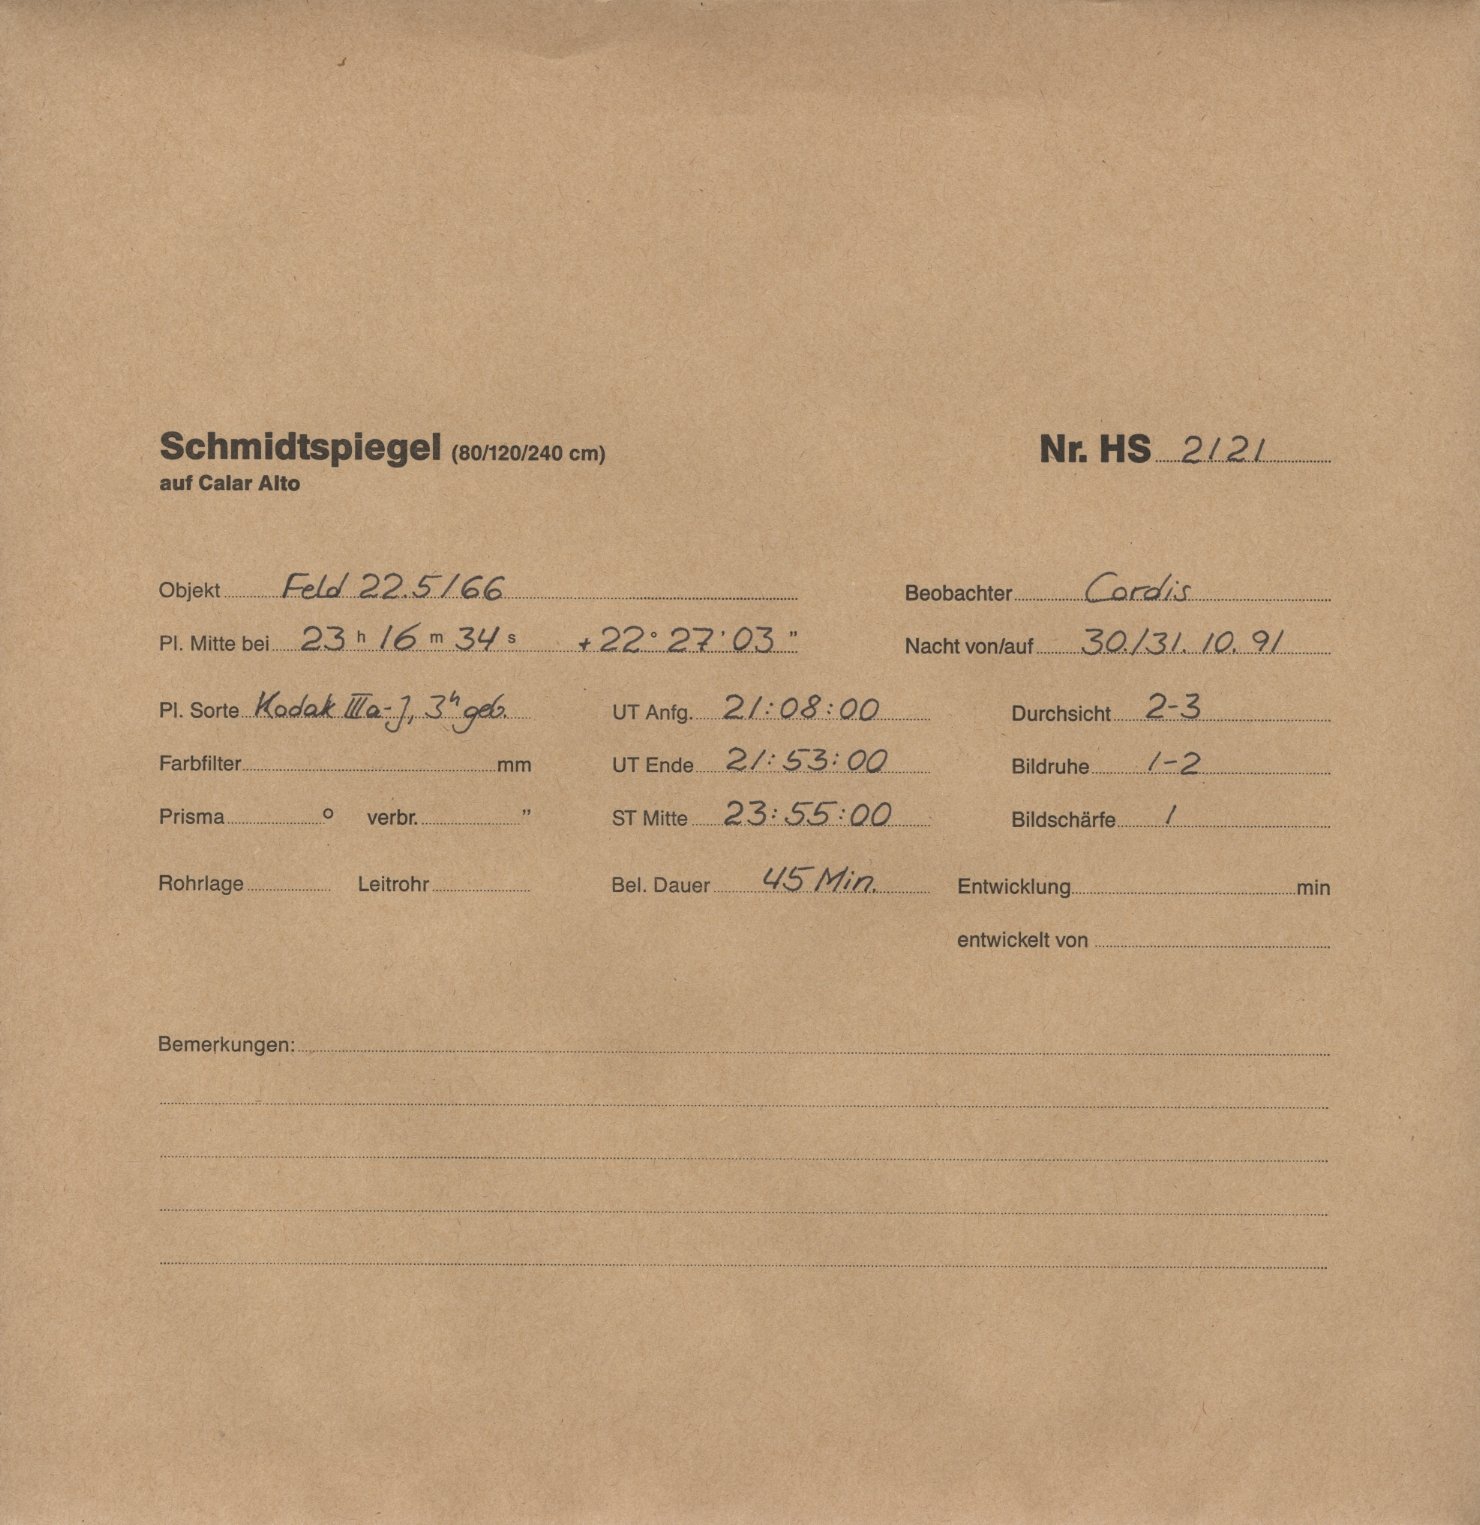 Schmidtspiegel (80/120/240 cm) Nr. HS 2121
auf Calar Alto
Objekt Feld 22.5/66 Beobachter Cordis
Pl. Mitte bei 23 h 16 m 34 s +22° 27' 03 " Nacht von/auf 30./31. 10. 91
Pl. Sorte Kodak IIIa-J, 3h geb. UT Anfg. 21:08:00 Durchsicht 2-3
Farbfilter mm UT Ende 21:53:00 Bildruhe 1-2
Prisma ° verbr. " ST Mitte 23:55:00 Bildschärfe 1
Rohrlage Leitrohr Bel. Dauer 45 Min. Entwicklung min
entwickelt von
Bemerkungen: